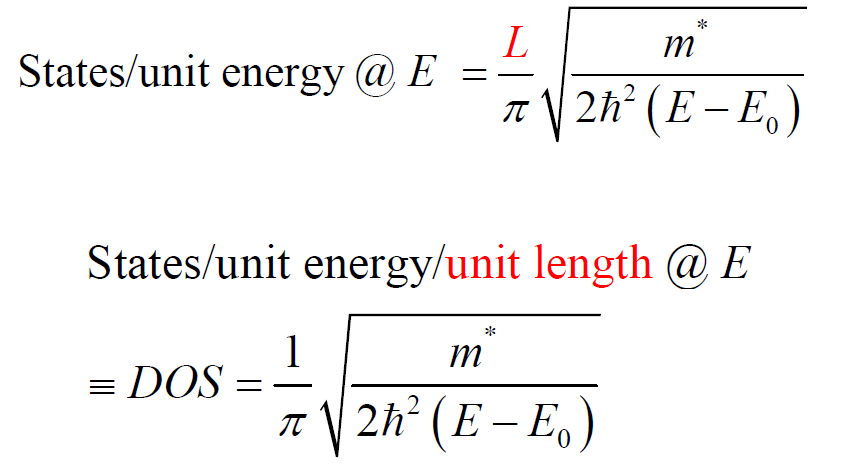 States/unit energy @ E = L/π √(m*/(2ħ²(E − E₀)))
States/unit energy/unit length @ E
≡ DOS = 1/π √(m*/(2ħ²(E − E₀)))